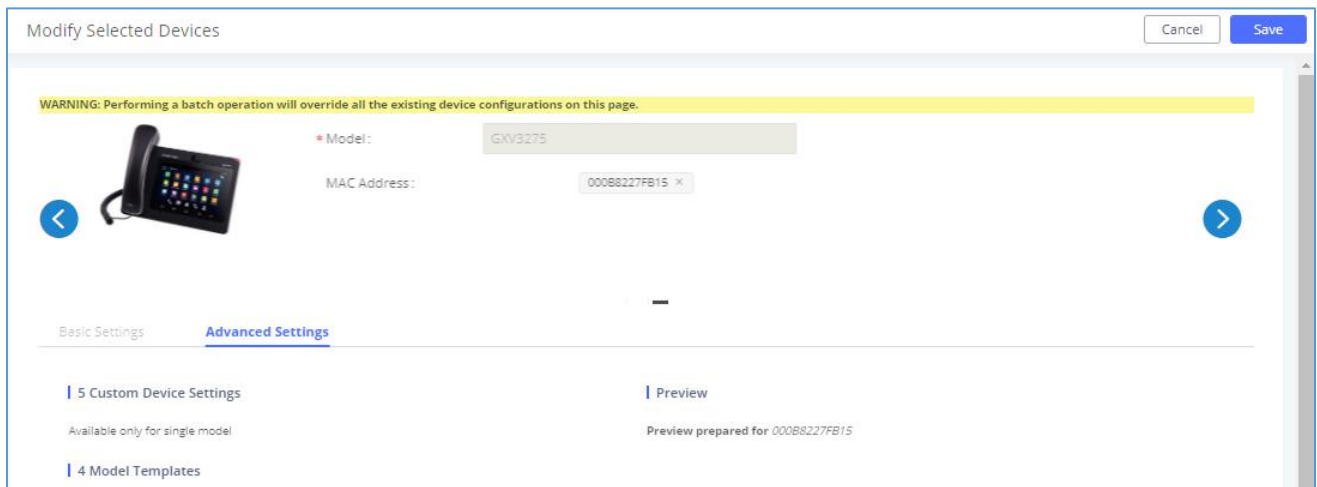 Modify Selected Devices
Cancel
Save
WARNING: Performing a batch operation will override all the existing device configurations on this page.
* Model :
GXV3275
MAC Address :
000B8227FB15 ×
Basic Settings
Advanced Settings
5 Custom Device Settings
Preview
Available only for single model
Preview prepared for 000B8227FB15
4 Model Templates